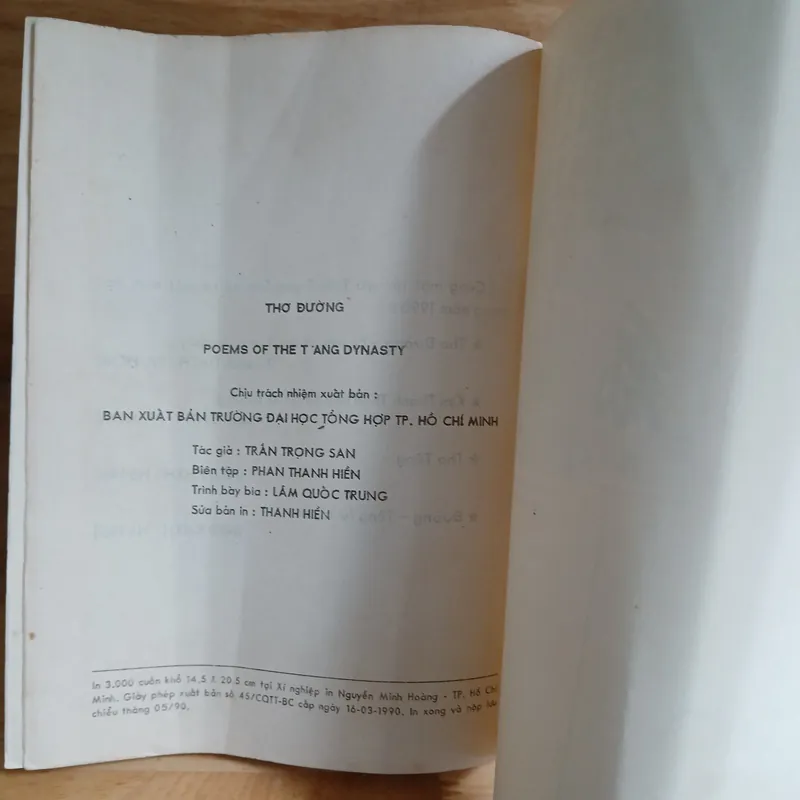 THƠ ĐƯỜNG
POEMS OF THE T'ANG DYNASTY
Chịu trách nhiệm xuất bản :
BAN XUẤT BẢN TRƯỜNG ĐẠI HỌC TỔNG HỢP TP. HỒ CHÍ MINH
Tác giả : TRẦN TRỌNG SAN
Biên tập : PHAN THANH HIỀN
Trình bày bìa : LÂM QUỐC TRUNG
Sửa bản in : THANH HIỀN
In 3.000 cuốn khổ 14,5 X 20.5 cm tại Xí nghiệp in Nguyễn Minh Hoàng - TP. Hồ Chí
Minh. Giấy phép xuất bản số 45/CQTT-BC cấp ngày 16-03-1990. In xong và nộp lưu
chiểu tháng 05/90.